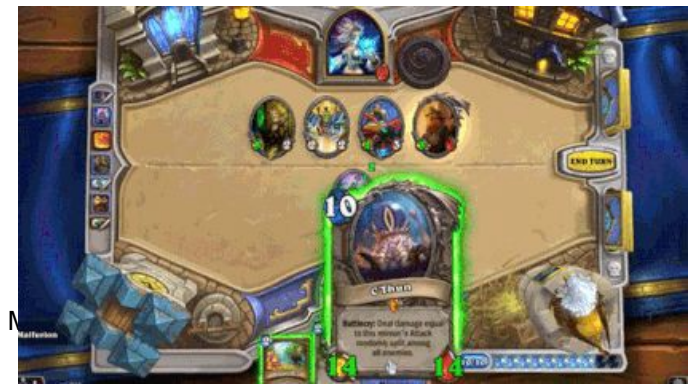 END TURN
10
C'Thun
Battlecry: Deal damage equal
to this minion's Attack
randomly split among
all enemies.
14 14
Malfurion